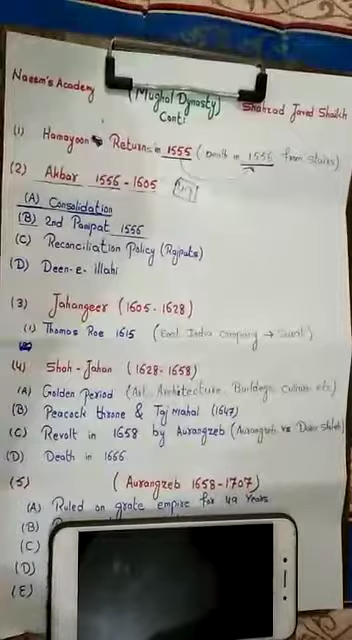 Naeem's Academy
(Mughal Dynasty)
Conti
Shahzad Javed Shaikh
(1) Humayoon Returns in 1555 (Death in 1556 from stairs)
(2) Akbar 1556-1605
(A) Consolidation
(B) 2nd Panipat 1556
(C) Reconciliation Policy (Rajputs)
(D) Deen-e-illahi
(3) Jahangeer (1605-1628)
(1) Thomas Roe 1615 (East India company → Surat)
(4) Shah-Jahan (1628-1658)
(A) Golden Period (Art, Architecture, Buildings, culture etc)
(B) Peacock throne & Taj Mahal (1647)
(C) Revolt in 1658 by Aurangzeb (Aurangzeb vs Dara Shikoh)
(D) Death in 1666
(5) (Aurangzeb 1658-1707)
(A) Ruled on grate empire for 49 years
(B)
(C)
(D)
(E)